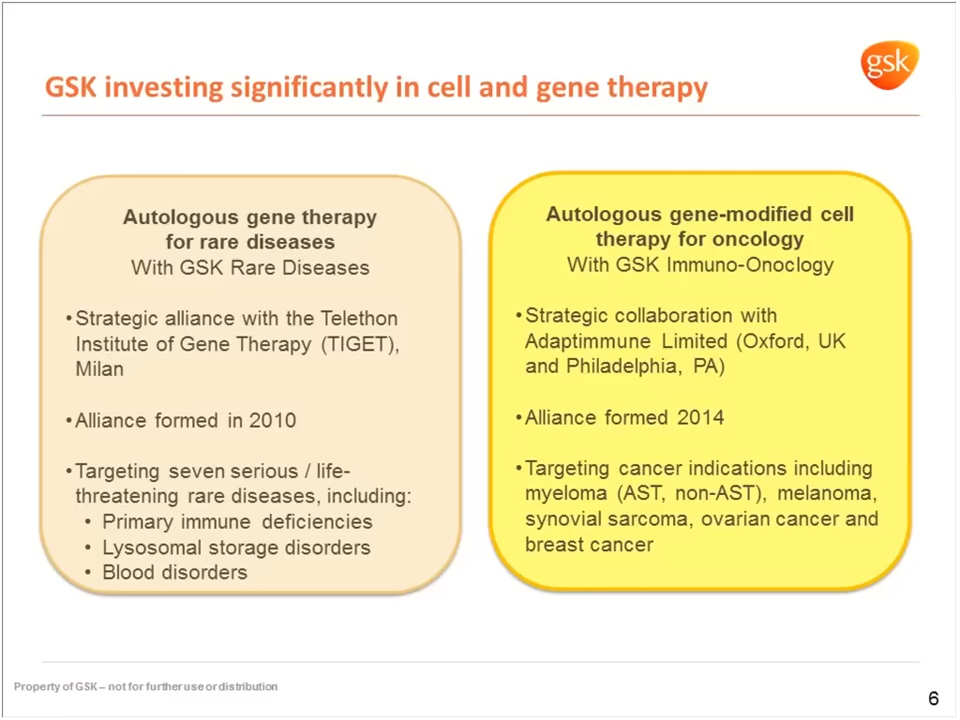 gsk
GSK investing significantly in cell and gene therapy
Autologous gene therapy
for rare diseases
With GSK Rare Diseases
•Strategic alliance with the Telethon
Institute of Gene Therapy (TIGET),
Milan
•Alliance formed in 2010
•Targeting seven serious / life-
threatening rare diseases, including:
• Primary immune deficiencies
• Lysosomal storage disorders
• Blood disorders
Autologous gene-modified cell
therapy for oncology
With GSK Immuno-Onoclogy
•Strategic collaboration with
Adaptimmune Limited (Oxford, UK
and Philadelphia, PA)
•Alliance formed 2014
•Targeting cancer indications including
myeloma (AST, non-AST), melanoma,
synovial sarcoma, ovarian cancer and
breast cancer
Property of GSK – not for further use or distribution
6